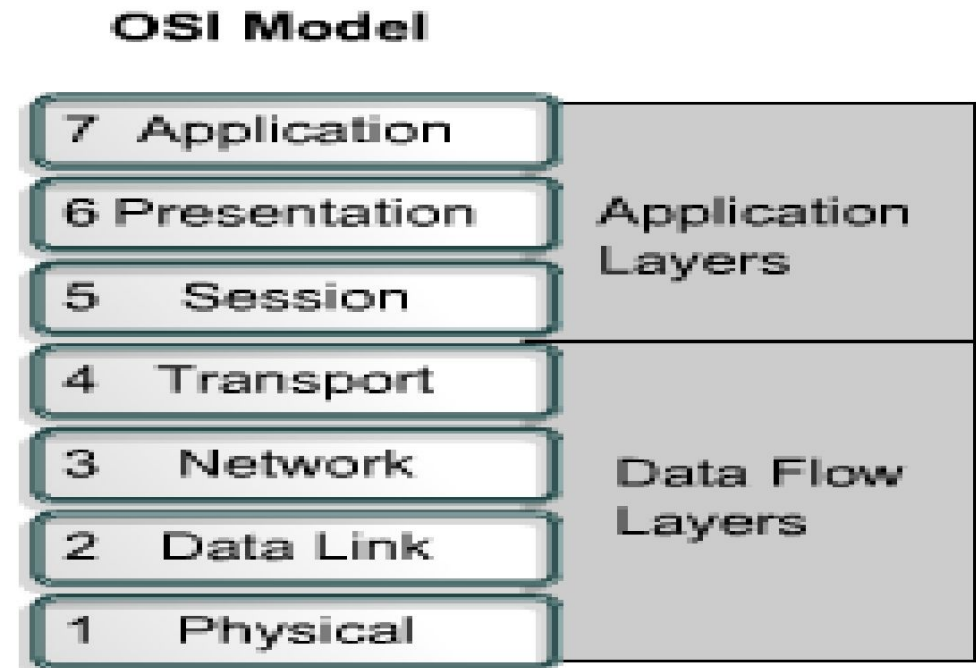 OSI Model
7 Application
6 Presentation
5 Session
4 Transport
3 Network
2 Data Link
1 Physical
Application
Layers
Data Flow
Layers